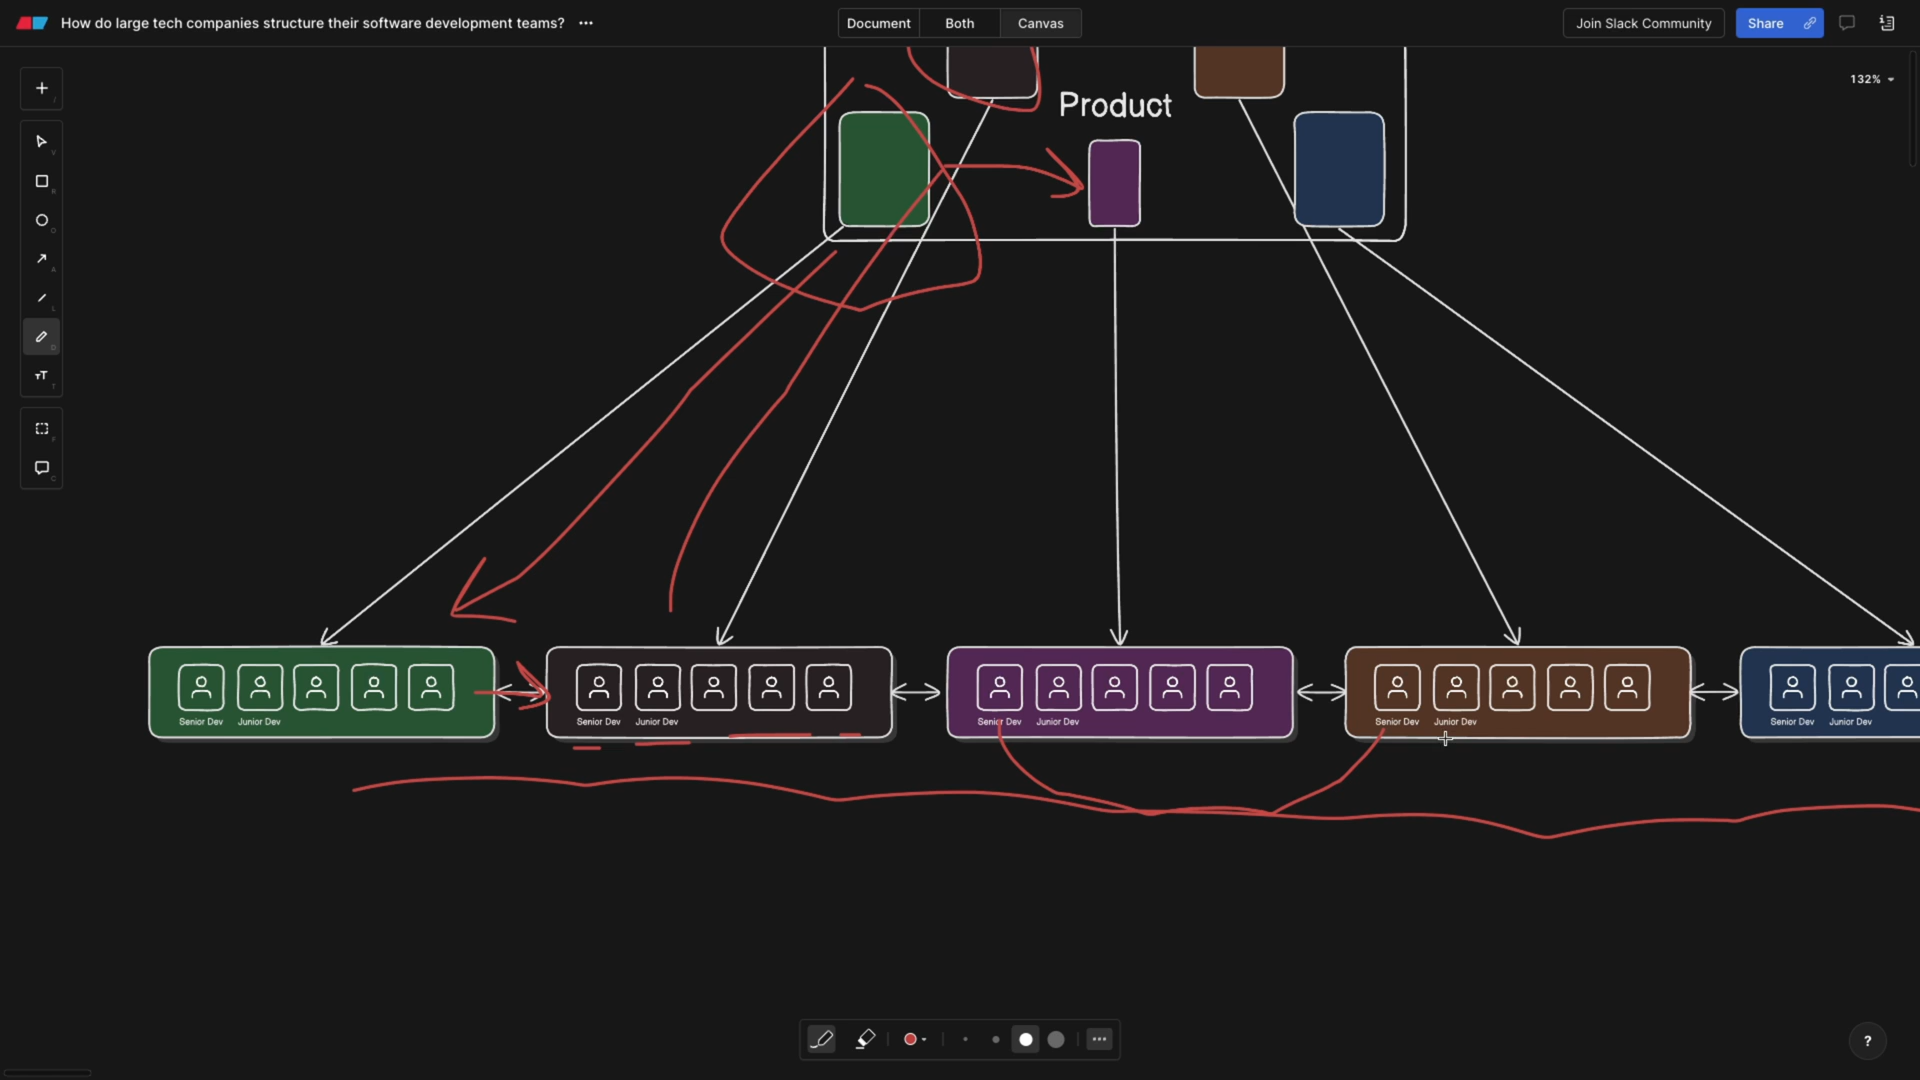 How do large tech companies structure their software development teams?
Document Both Canvas
Join Slack Community
Share
132%
Product
Senior Dev Junior Dev
Senior Dev Junior Dev
Senior Dev Junior Dev
Senior Dev Junior Dev
Senior Dev Junior Dev
TT
?